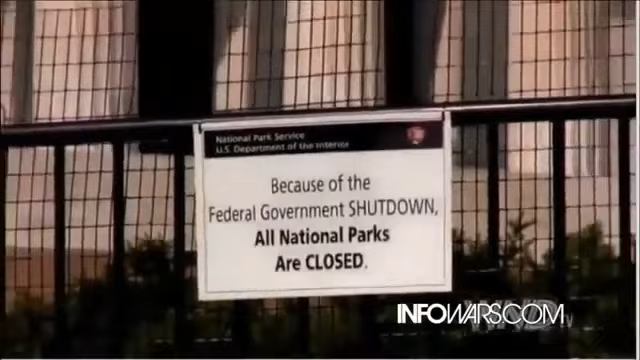 National Park Service
U.S. Department of the Interior
Because of the
Federal Government SHUTDOWN,
All National Parks
Are CLOSED.
INFOWARS.COM